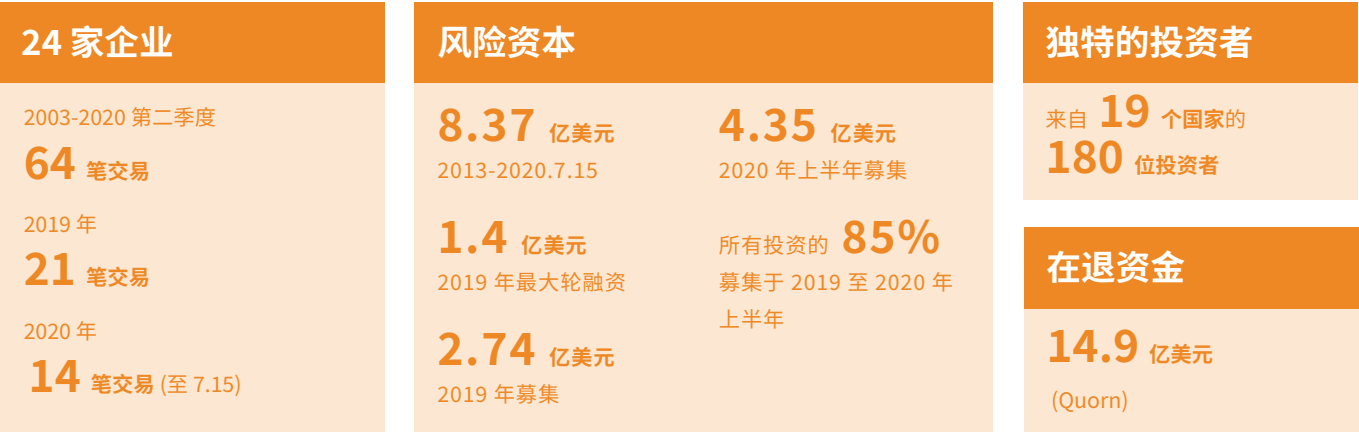 24 家企业
2003-2020 第二季度
64 笔交易
2019 年
21 笔交易
2020 年
14 笔交易 (至 7.15)
风险资本
8.37 亿美元
2013-2020.7.15
1.4 亿美元
2019 年最大轮融资
2.74 亿美元
2019 年募集
4.35 亿美元
2020 年上半年募集
所有投资的 85%
募集于 2019 至 2020 年
上半年
独特的投资者
来自 19 个国家的
180 位投资者
在退资金
14.9 亿美元
(Quorn)